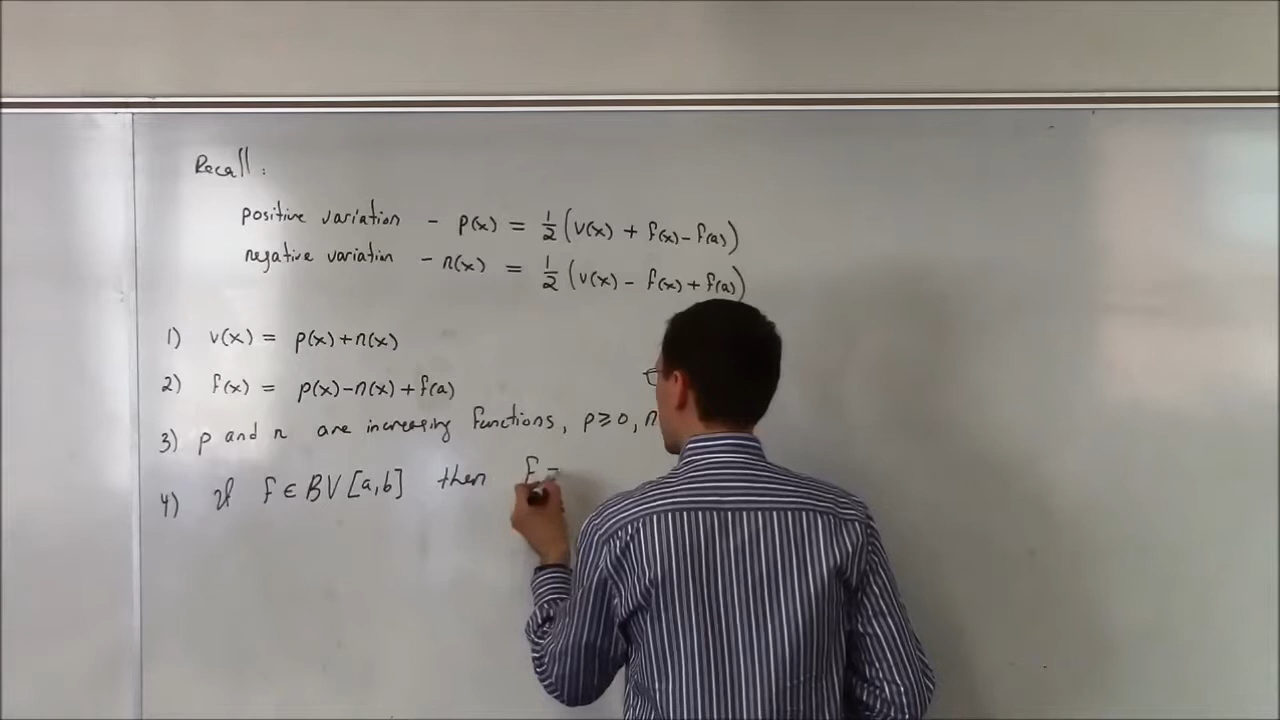 Recall:
positive variation - p(x) = 1/2 (v(x) + f(x) - f(a))
negative variation - n(x) = 1/2 (v(x) - f(x) + f(a))
1) v(x) = p(x)+n(x)
2) f(x) = p(x)-n(x)+f(a)
3) p and n are increasing functions, p≥0, n
4) If f ∈ BV[a,b] then f =